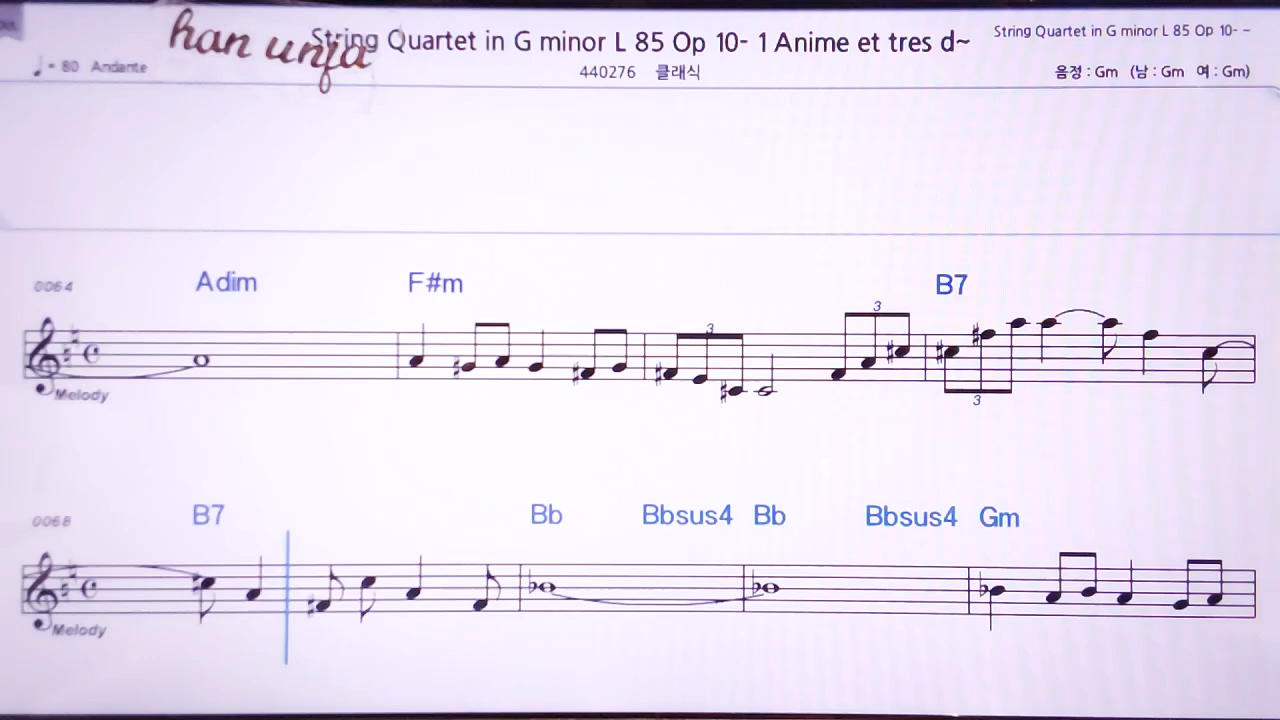 han unja
String Quartet in G minor L 85 Op 10- 1 Anime et tres d~
String Quartet in G minor L 85 Op 10- ~
♩ = 80 Andante
440276 클래식
음정 : Gm (남 : Gm 여 : Gm)
0064 Adim F#m B7
3 3 3
Melody
0068 B7 Bb Bbsus4 Bb Bbsus4 Gm
Melody